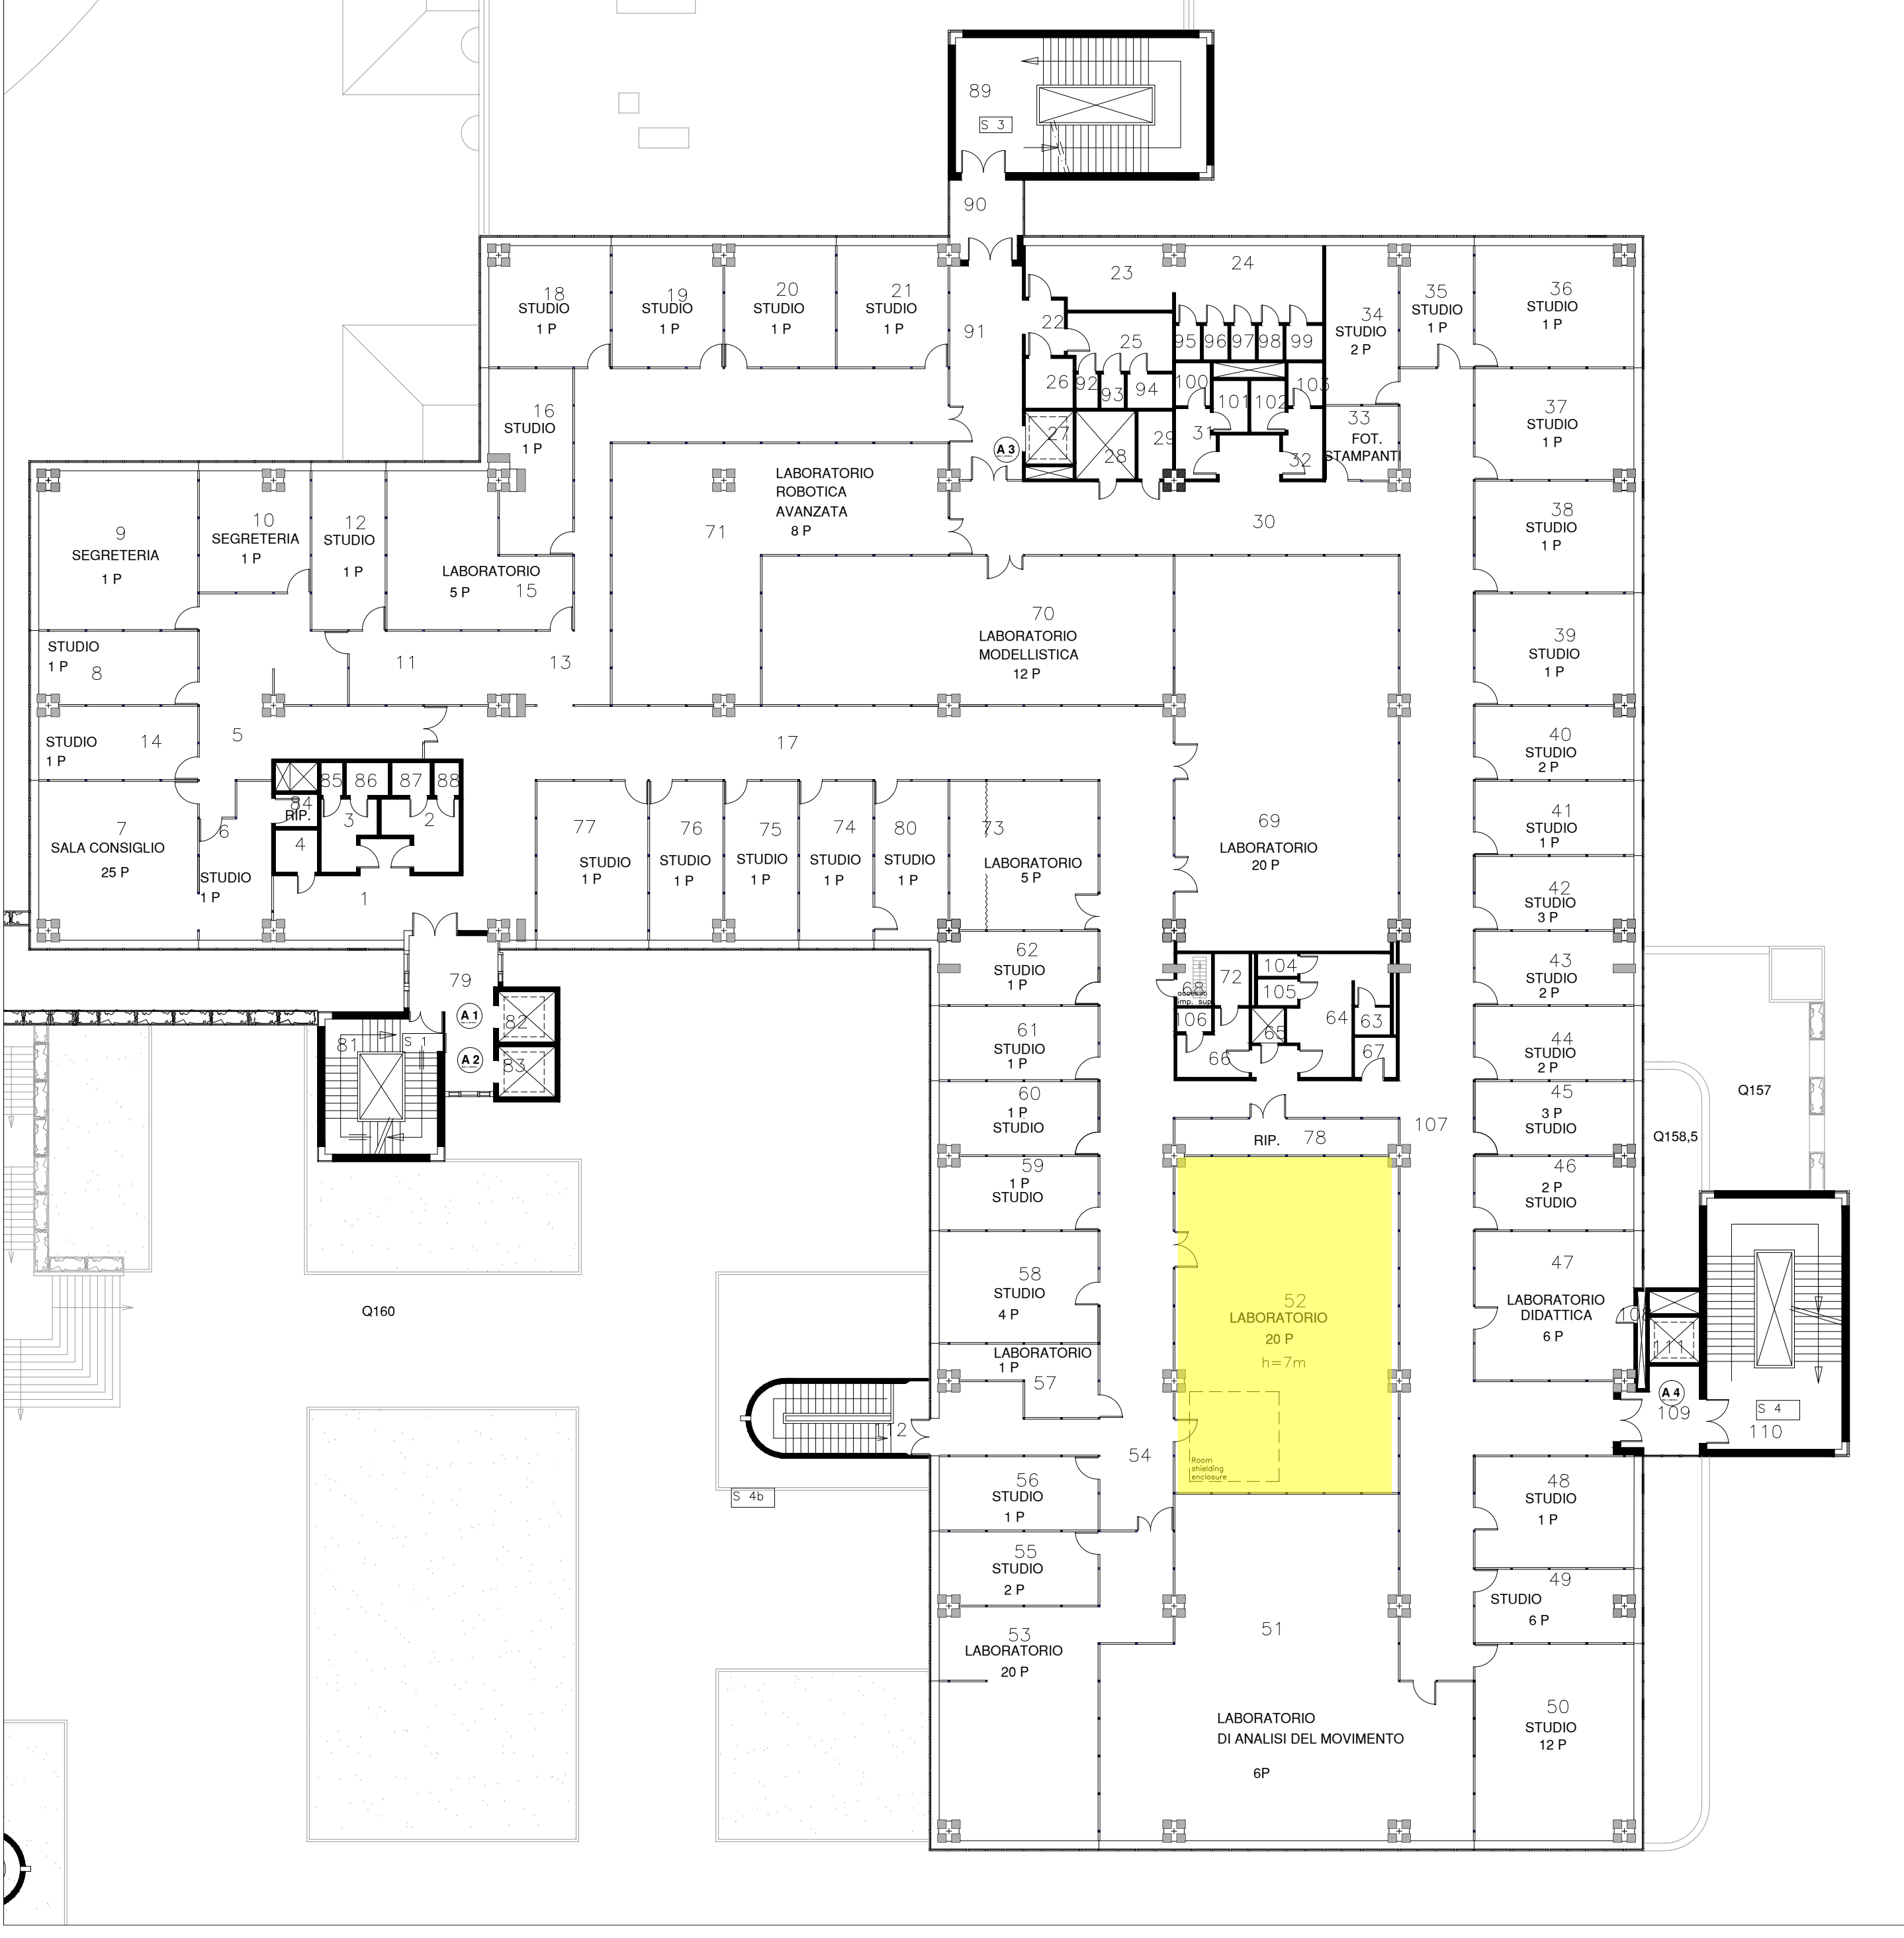 89
S 3
90
18
STUDIO
1 P
19
STUDIO
1 P
20
STUDIO
1 P
21
STUDIO
1 P
91
22
23
24
25
26
27
28
29
92
93
94
95
96
97
98
99
100
101
102
103
31
32
A 3
34
STUDIO
2 P
33
FOT.
STAMPANTI
35
STUDIO
1 P
36
STUDIO
1 P
37
STUDIO
1 P
38
STUDIO
1 P
39
STUDIO
1 P
40
STUDIO
2 P
41
STUDIO
1 P
42
STUDIO
3 P
43
STUDIO
2 P
44
STUDIO
2 P
45
3 P
STUDIO
46
2 P
STUDIO
47
LABORATORIO
DIDATTICA
6 P
48
STUDIO
1 P
49
STUDIO
6 P
50
STUDIO
12 P
16
STUDIO
1 P
9
SEGRETERIA
1 P
10
SEGRETERIA
1 P
12
STUDIO
1 P
LABORATORIO
5 P
15
STUDIO
1 P
8
11
13
STUDIO
14
1 P
5
17
7
SALA CONSIGLIO
25 P
6
STUDIO
1 P
84
RIP.
4
85
86
87
88
3
2
1
LABORATORIO
ROBOTICA
AVANZATA
8 P
71
30
70
LABORATORIO
MODELLISTICA
12 P
69
LABORATORIO
20 P
77
STUDIO
1 P
76
STUDIO
1 P
75
STUDIO
1 P
74
STUDIO
1 P
80
STUDIO
1 P
73
LABORATORIO
5 P
79
A 1
A 2
82
83
81
S 1
62
STUDIO
1 P
61
STUDIO
1 P
60
1 P
STUDIO
59
1 P
STUDIO
58
STUDIO
4 P
LABORATORIO
1 P
57
68
imp. sup.
72
104
105
106
66
65
64
63
67
107
RIP.
78
52
LABORATORIO
20 P
h=7m
Room
shielding
enclosure
54
56
STUDIO
1 P
55
STUDIO
2 P
53
LABORATORIO
20 P
51
LABORATORIO
DI ANALISI DEL MOVIMENTO
6P
S 4b
Q160
Q157
Q158,5
111
A 4
109
S 4
110